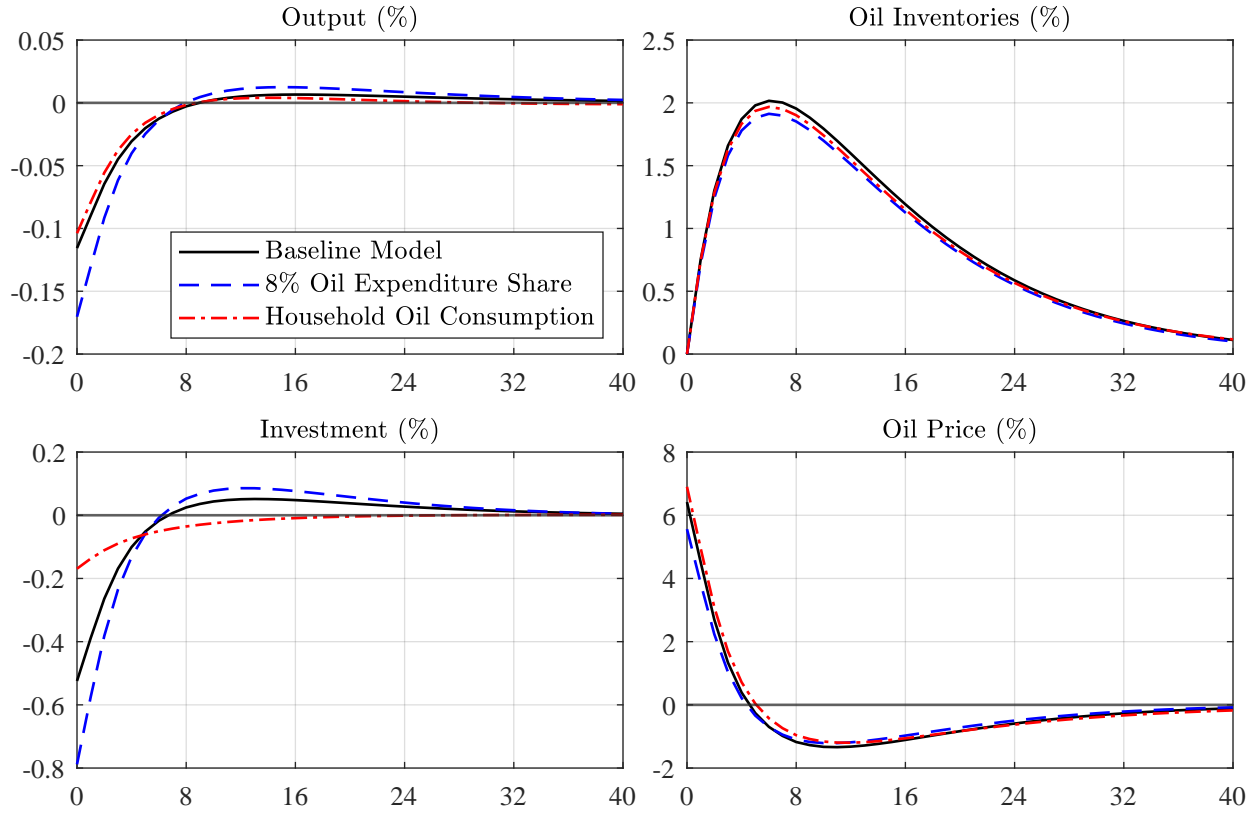 Output (%)
0.05
0
-0.05
-0.1
-0.15
-0.2
0 8 16 24 32 40
Baseline Model
8% Oil Expenditure Share
Household Oil Consumption
Oil Inventories (%)
2.5
2
1.5
1
0.5
0
0 8 16 24 32 40
Investment (%)
0.2
0
-0.2
-0.4
-0.6
-0.8
0 8 16 24 32 40
Oil Price (%)
8
6
4
2
0
-2
0 8 16 24 32 40